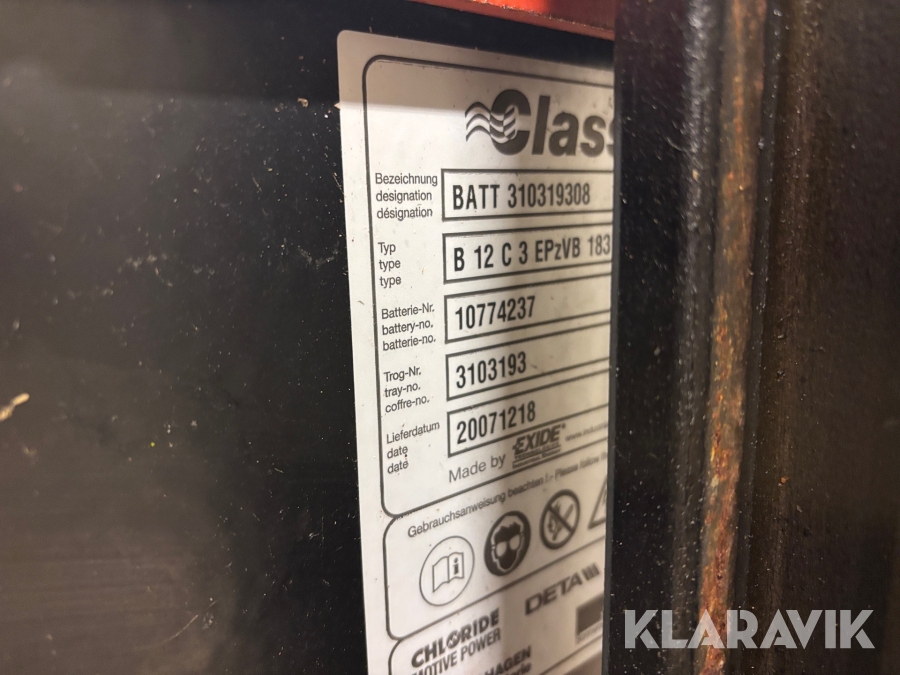 Bezeichnung
designation
désignation
BATT 310319308
Typ
type
type
B 12 C 3 EPzVB 183
Batterie-Nr.
battery-no.
batterie-no.
10774237
Trog-Nr.
tray-no.
coffre-no.
3103193
Lieferdatum
date
date
20071218
Made by EXIDE
Gebrauchsanweisung beachten !- Please follow
DETA
CHLORIDE
MOTIVE POWER
KLARAVIK